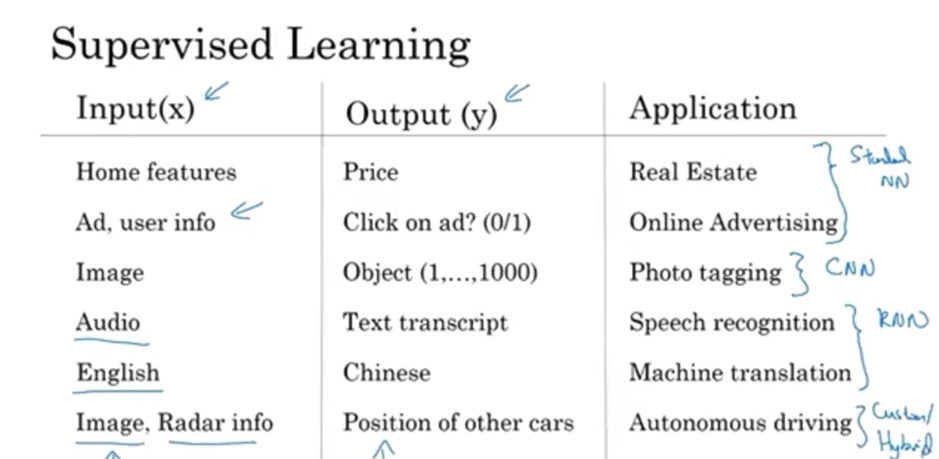 Supervised Learning
Input(x) Output (y) Application
Home features Price Real Estate Standard
NN
Ad, user info Click on ad? (0/1) Online Advertising
Image Object (1,...,1000) Photo tagging CNN
Audio Text transcript Speech recognition RNN
English Chinese Machine translation
Image, Radar info Position of other cars Autonomous driving Custom/
Hybrid